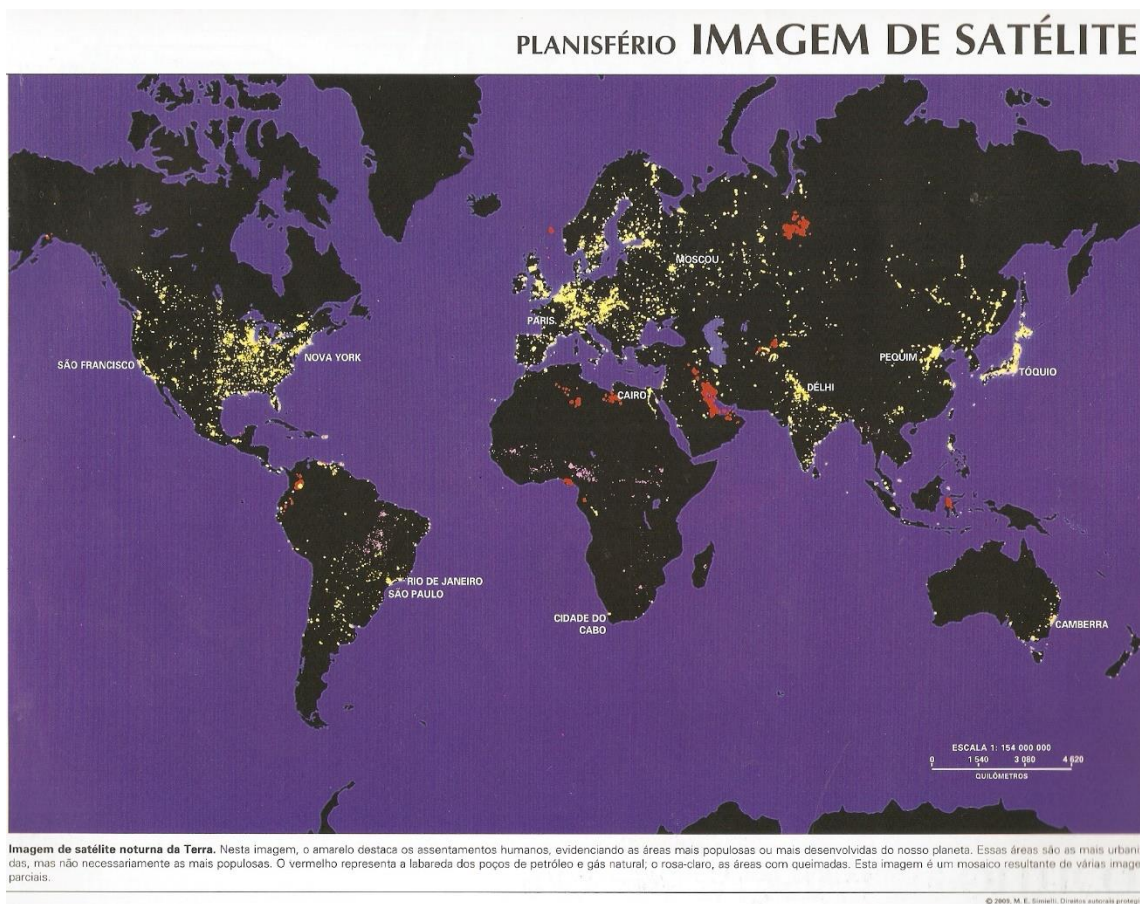 PLANISFÉRIO IMAGEM DE SATÉLITE
MOSCOU
PARIS
NOVA YORK
SÃO FRANCISCO
PEQUIM
TÓQUIO
DÉLHI
CAIRO
RIO DE JANEIRO
SÃO PAULO
CIDADE DO
CABO
CAMBERRA
ESCALA 1: 154 000 000
0 1 540 3 080 4 620
QUILÔMETROS
Imagem de satélite noturna da Terra. Nesta imagem, o amarelo destaca os assentamentos humanos, evidenciando as áreas mais populosas ou mais desenvolvidas do nosso planeta. Essas áreas são as mais urbani
das, mas não necessariamente as mais populosas. O vermelho representa a labareda dos poços de petróleo e gás natural; o rosa-claro, as áreas com queimadas. Esta imagem é um mosaico resultante de várias image
parciais.
© 2009, M. E. Simielli. Direitos autorais protegi